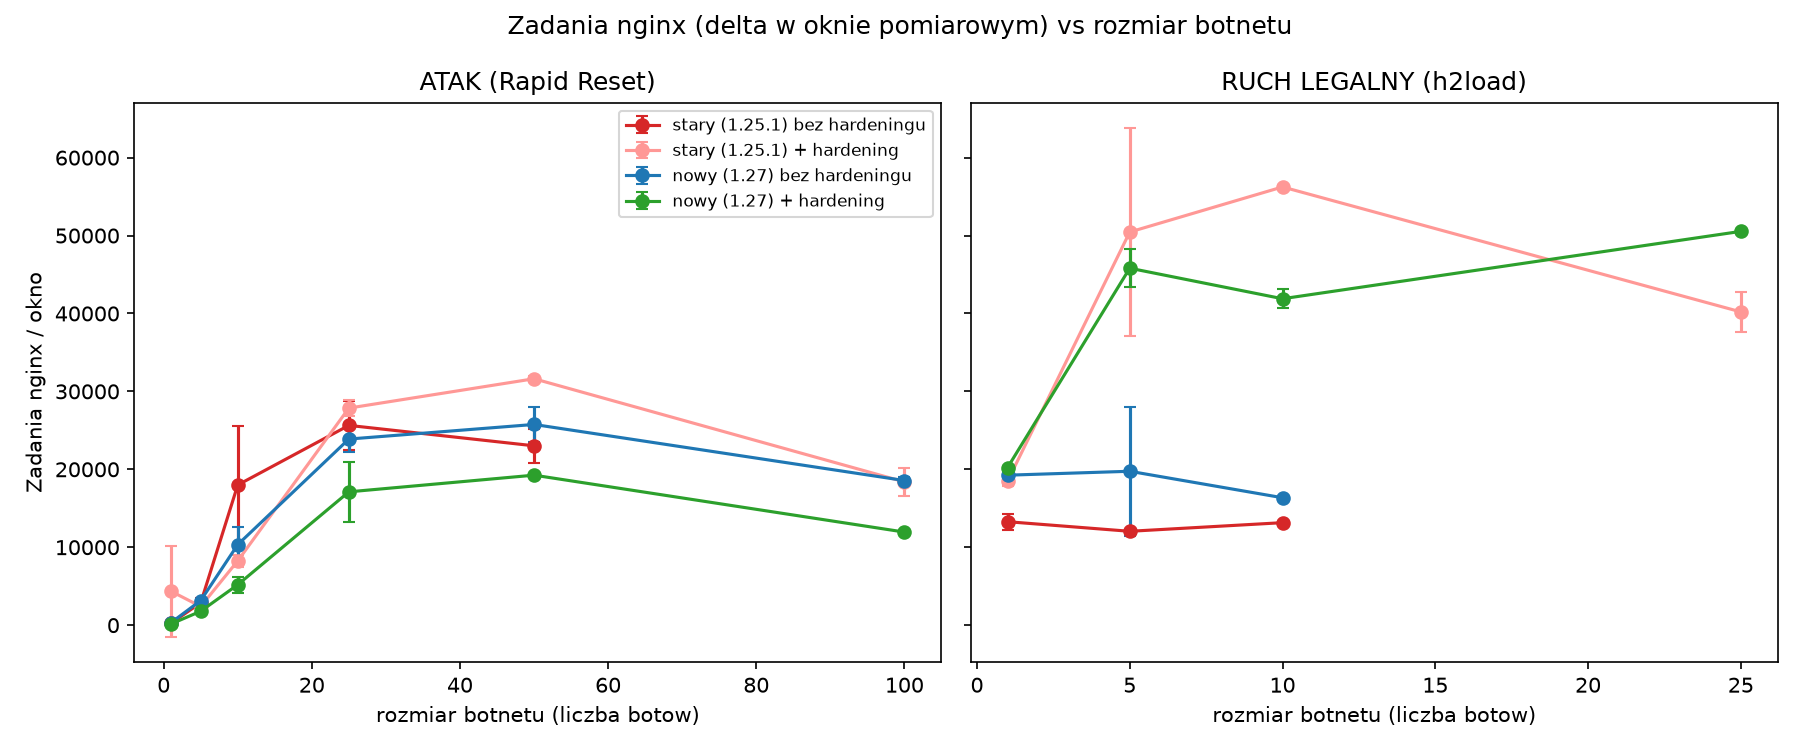 Zadania nginx (delta w oknie pomiarowym) vs rozmiar botnetu
ATAK (Rapid Reset)
RUCH LEGALNY (h2load)
stary (1.25.1) bez hardeningu
stary (1.25.1) + hardening
nowy (1.27) bez hardeningu
nowy (1.27) + hardening
Zadania nginx / okno
60000
50000
40000
30000
20000
10000
0
0 20 40 60 80 100
0 5 10 15 20 25
rozmiar botnetu (liczba botow)
rozmiar botnetu (liczba botow)